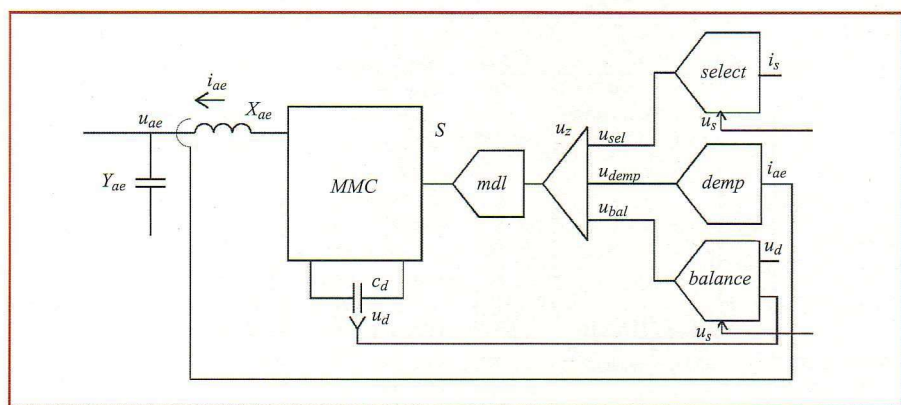 i_ae
X_ae
u_ae
Y_ae
MMC
S
c_d
u_d
mdl
u_z
u_sel
u_demp
u_bal
select
i_s
u_s
demp
i_ae
balance
u_d
u_s